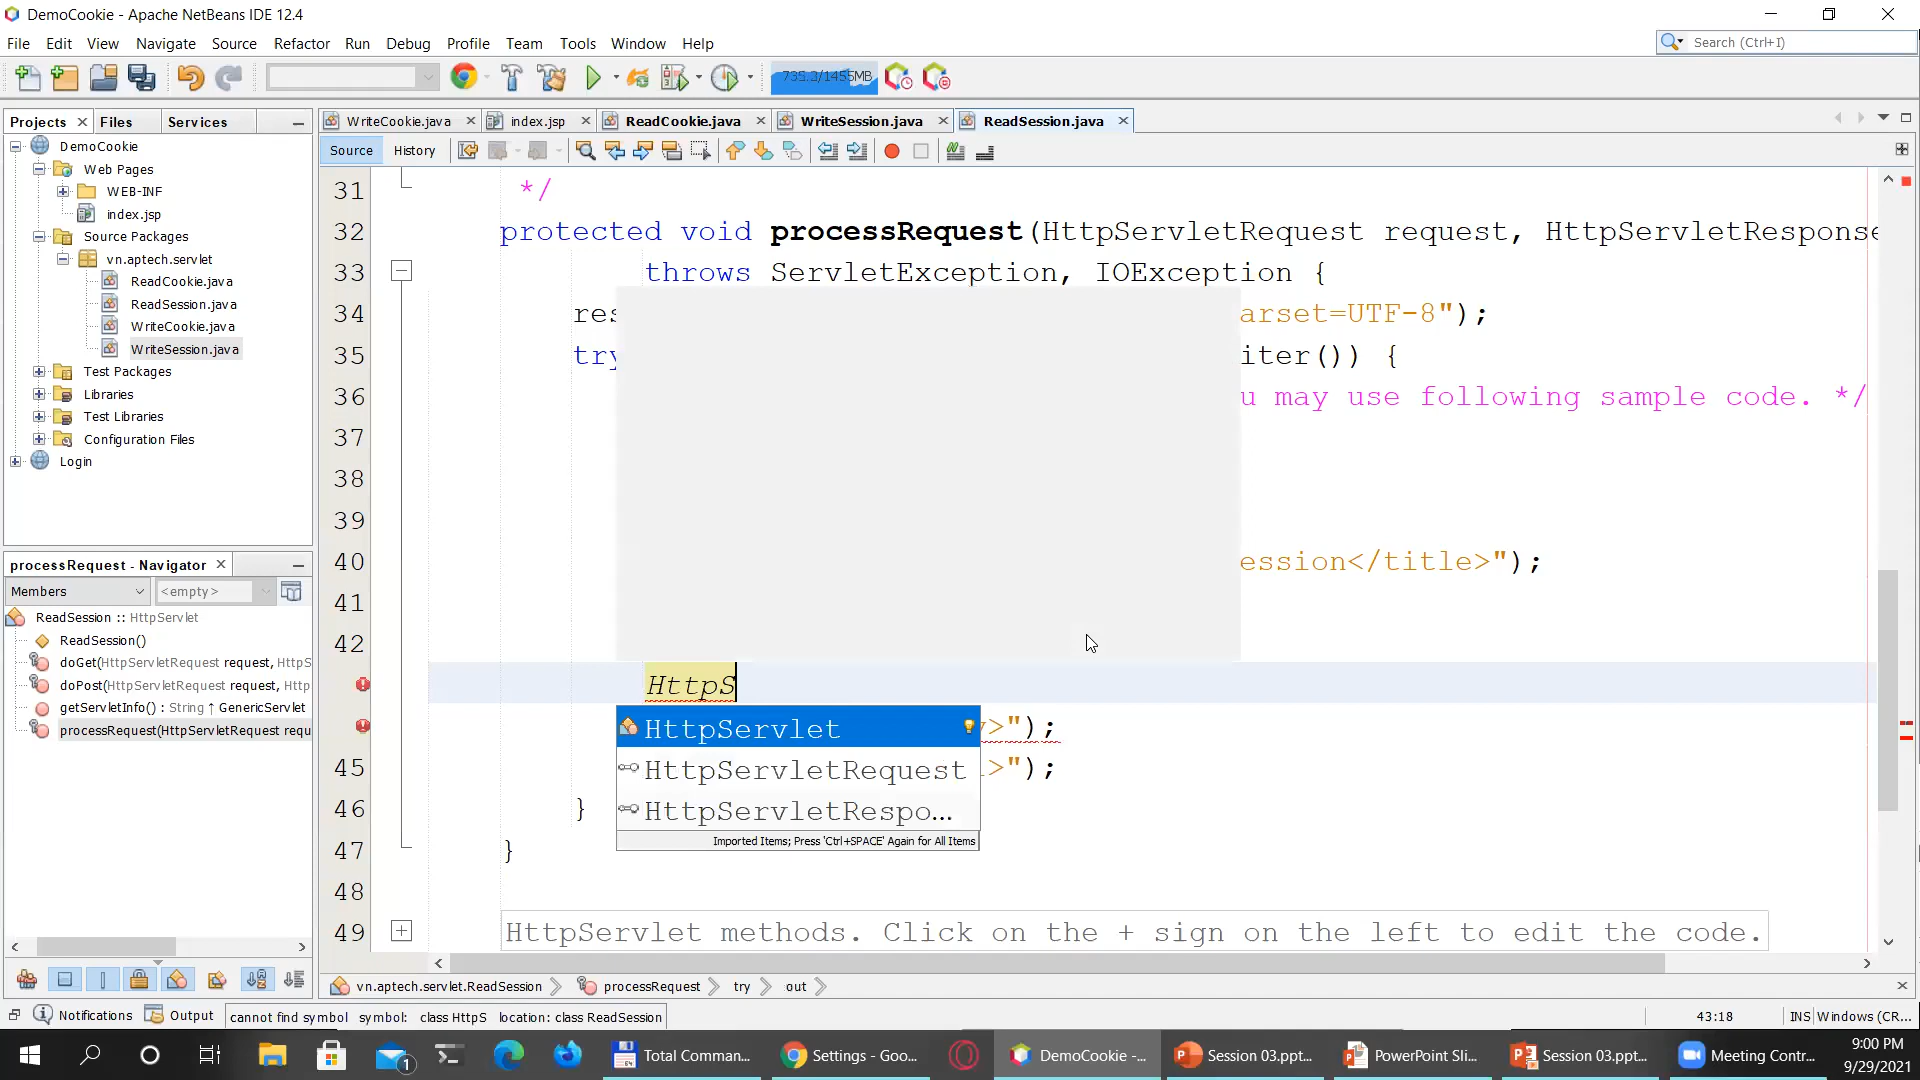 DemoCookie - Apache NetBeans IDE 12.4
File Edit View Navigate Source Refactor Run Debug Profile Team Tools Window Help
Search (Ctrl+I)
735.2/1455MB
Projects Files Services
WriteCookie.java index.jsp ReadCookie.java WriteSession.java ReadSession.java
Source History
DemoCookie
Web Pages
WEB-INF
index.jsp
Source Packages
vn.aptech.servlet
ReadCookie.java
ReadSession.java
WriteCookie.java
WriteSession.java
Test Packages
Libraries
Test Libraries
Configuration Files
Login
processRequest - Navigator
Members <empty>
ReadSession :: HttpServlet
ReadSession()
doGet(HttpServletRequest request, HttpS
doPost(HttpServletRequest request, Http
getServletInfo() : String ↑ GenericServlet
processRequest(HttpServletRequest requ
31 */
32 protected void processRequest(HttpServletRequest request, HttpServletResponse
33 throws ServletException, IOException {
34 res arset=UTF-8");
35 try iter()) {
36 u may use following sample code. */
37
38
39
40 ession</title>");
41
42
HttpS
>");
45 >");
46 }
47 }
48
49 HttpServlet methods. Click on the + sign on the left to edit the code.
HttpServlet
HttpServletRequest
HttpServletRespo...
Imported Items; Press 'Ctrl+SPACE' Again for All Items
vn.aptech.servlet.ReadSession processRequest try out
Notifications Output cannot find symbol symbol: class HttpS location: class ReadSession 43:18 INS Windows (CR...
1 Total Comman... Settings - Goo... DemoCookie -... Session 03.ppt... PowerPoint Sli... Session 03.ppt... Meeting Contr...
9:00 PM
9/29/2021